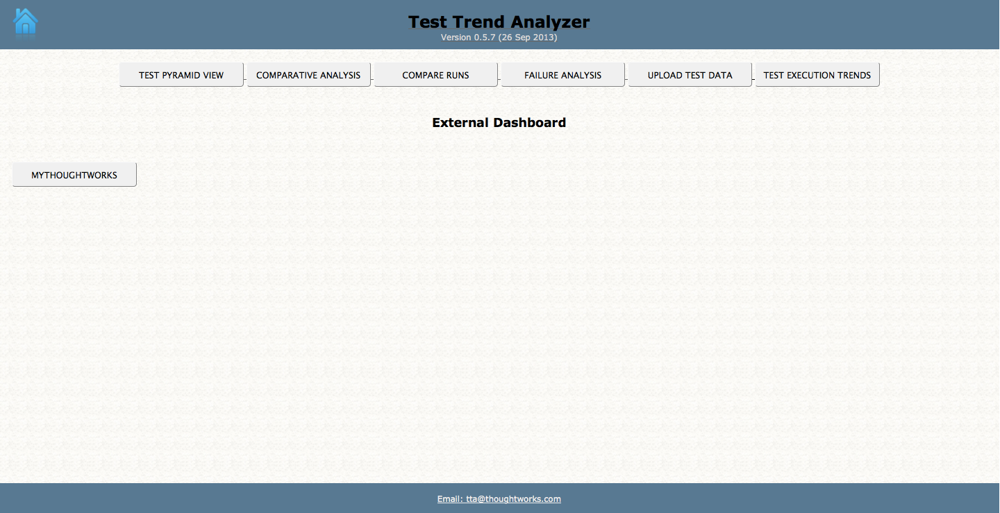 Test Trend Analyzer
Version 0.5.7 (26 Sep 2013)
TEST PYRAMID VIEW COMPARATIVE ANALYSIS COMPARE RUNS FAILURE ANALYSIS UPLOAD TEST DATA TEST EXECUTION TRENDS
External Dashboard
MYTHOUGHTWORKS
Email: tta@thoughtworks.com